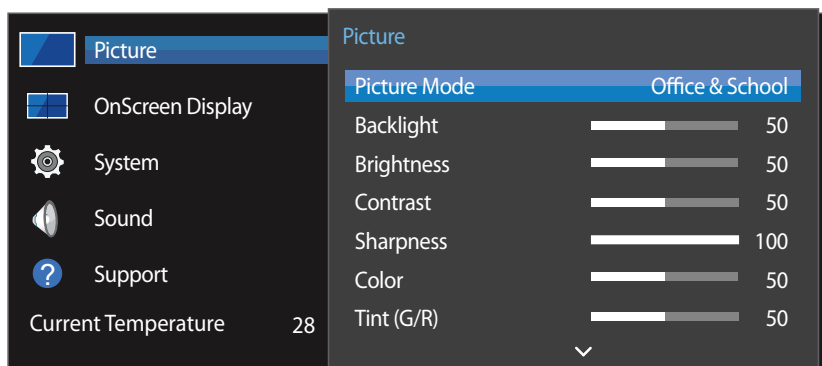 Picture
OnScreen Display
System
Sound
? Support
Current Temperature 28
Picture
Picture Mode Office & School
Backlight 50
Brightness 50
Contrast 50
Sharpness 100
Color 50
Tint (G/R) 50